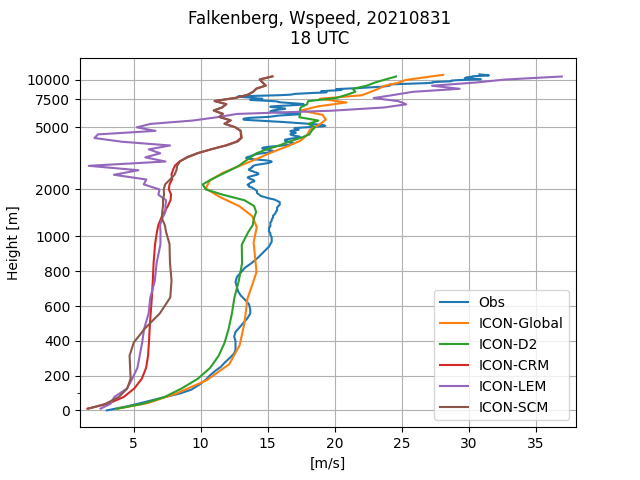 Falkenberg, Wspeed, 20210831
18 UTC
10000
7500
5000
2000
1000
800
600
400
200
0
Height [m]
5
10
15
20
25
30
35
[m/s]
Obs
ICON-Global
ICON-D2
ICON-CRM
ICON-LEM
ICON-SCM